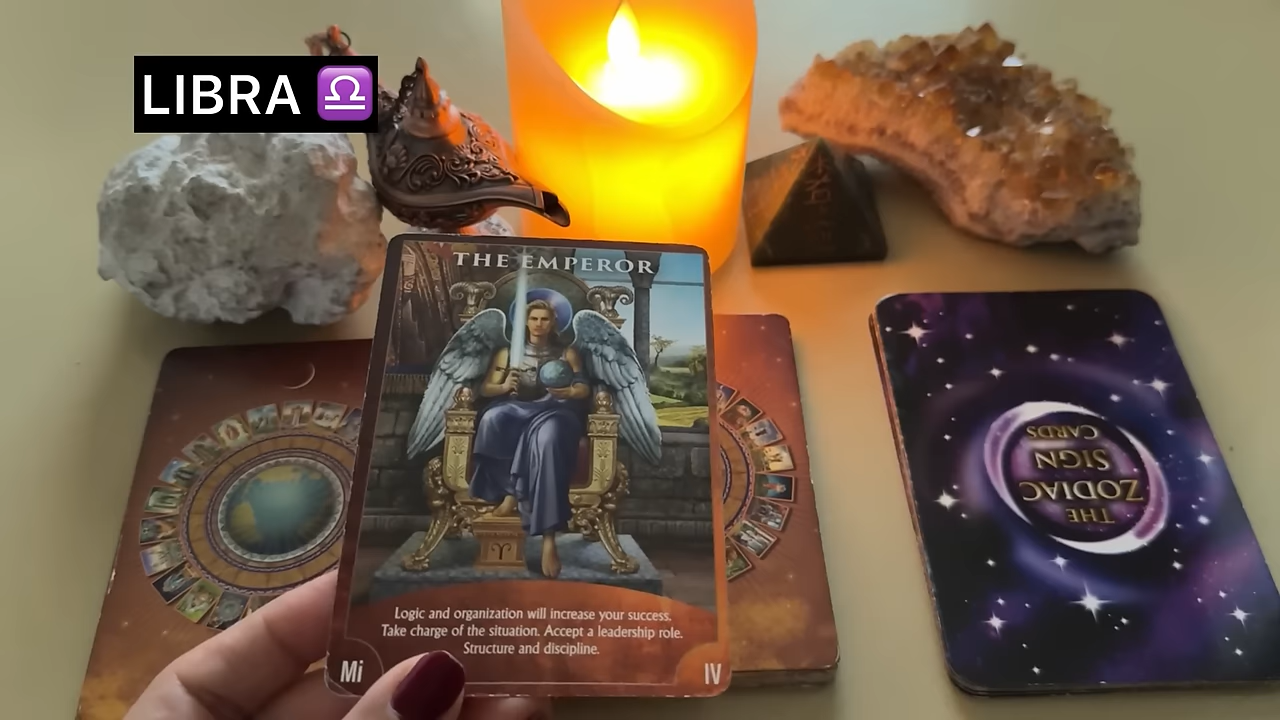 LIBRA ♎
THE EMPEROR
Logic and organization will increase your success.
Take charge of the situation. Accept a leadership role.
Structure and discipline.
Mi
IV
THE
ZODIAC
SIGN
CARDS